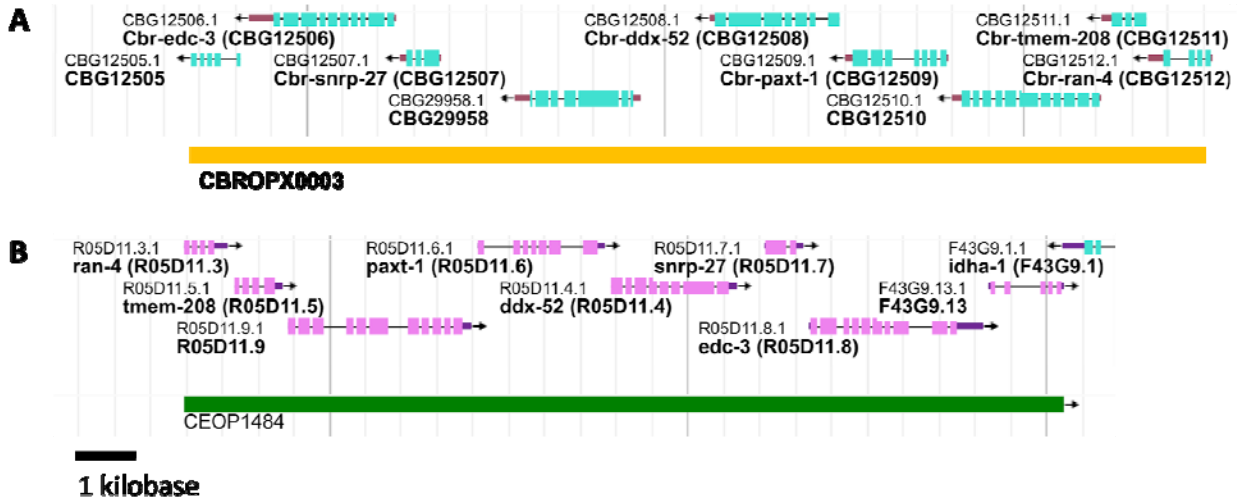 A
CBG12506.1
Cbr-edc-3 (CBG12506)
CBG12508.1
Cbr-ddx-52 (CBG12508)
CBG12511.1
Cbr-tmem-208 (CBG12511)
CBG12505.1
CBG12505
CBG12507.1
Cbr-snrp-27 (CBG12507)
CBG12509.1
Cbr-paxt-1 (CBG12509)
CBG12512.1
Cbr-ran-4 (CBG12512)
CBG29958.1
CBG29958
CBG12510.1
CBG12510
CBROPX0003
B
R05D11.3.1
ran-4 (R05D11.3)
R05D11.6.1
paxt-1 (R05D11.6)
R05D11.7.1
snrp-27 (R05D11.7)
F43G9.1.1
idha-1 (F43G9.1)
R05D11.5.1
tmem-208 (R05D11.5)
R05D11.4.1
ddx-52 (R05D11.4)
F43G9.13.1
F43G9.13
R05D11.9.1
R05D11.9
R05D11.8.1
edc-3 (R05D11.8)
CEOP1484
1 kilobase